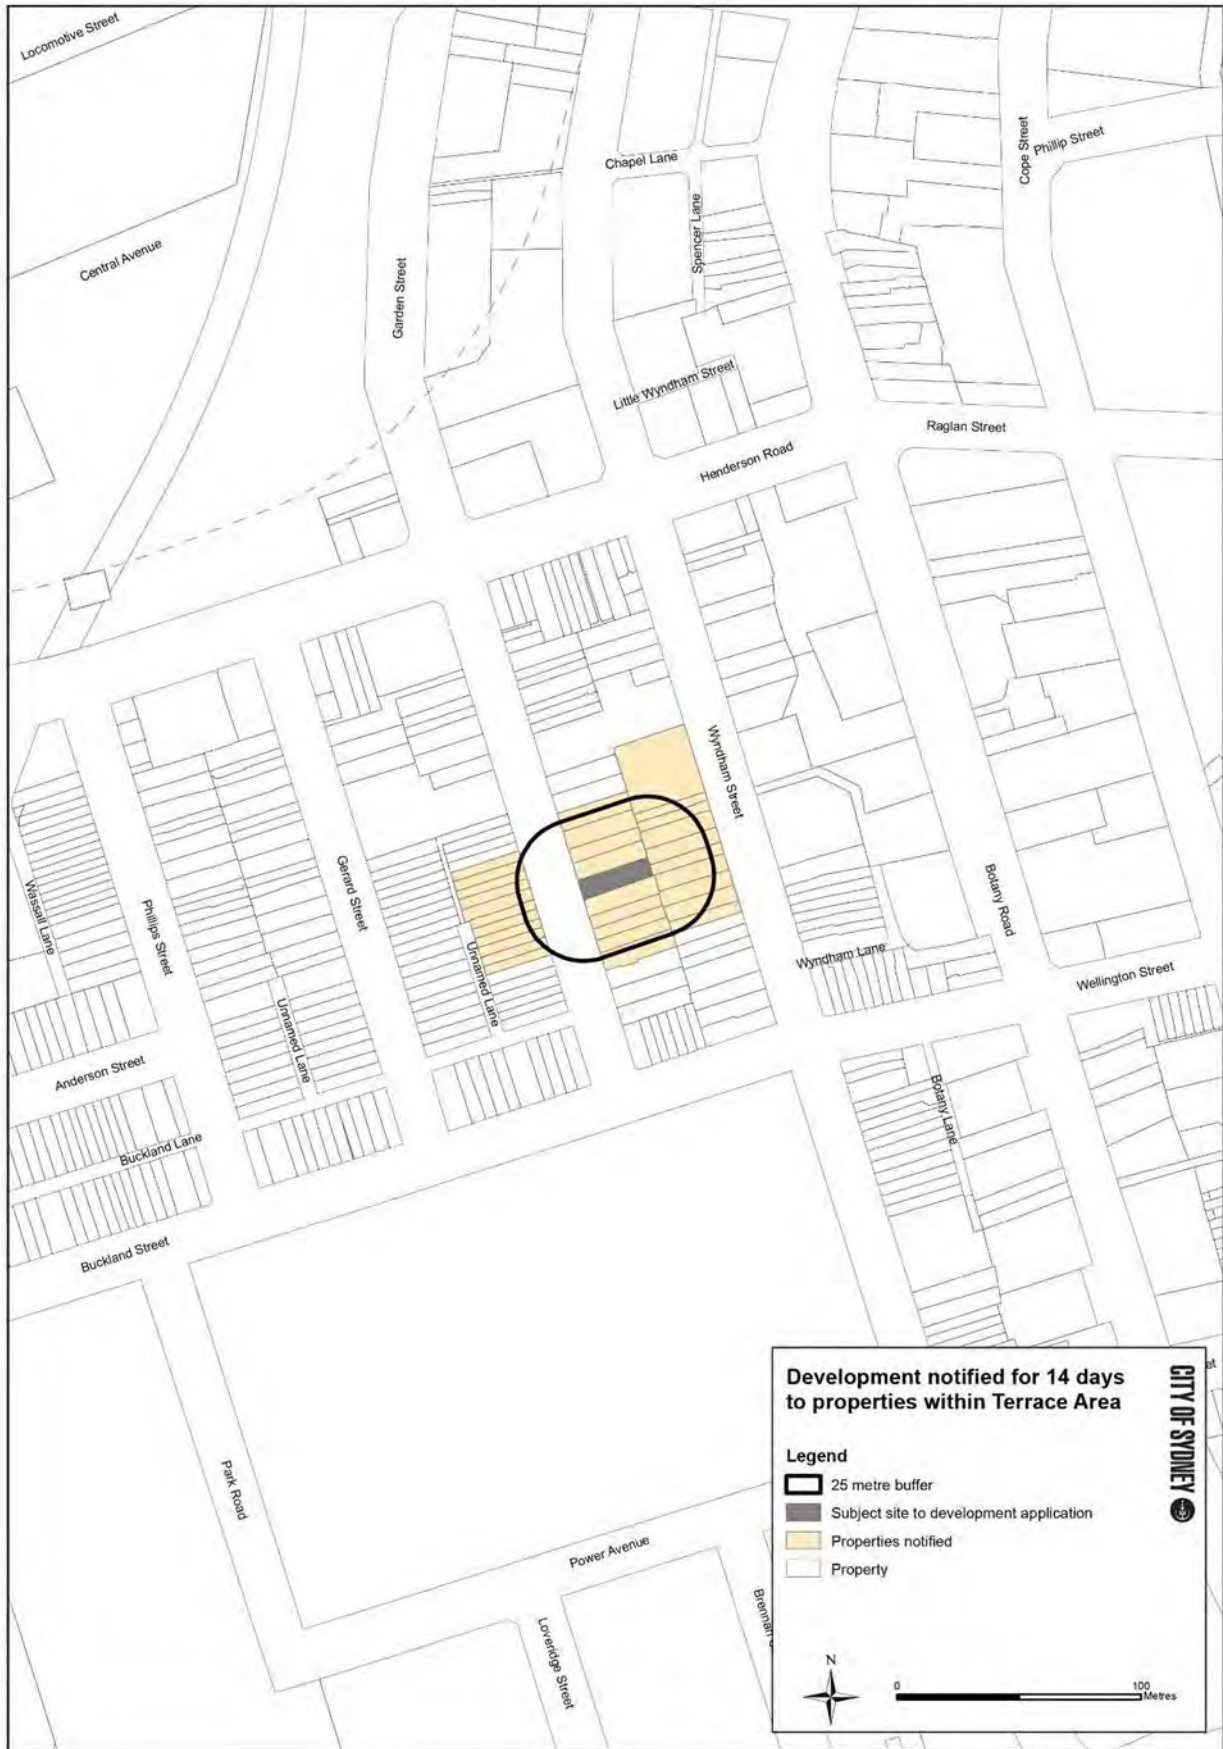 Locomotive Street
Central Avenue
Garden Street
Chapel Lane
Spencer Lane
Cope Street
Phillip Street
Little Wyndham Street
Henderson Road
Raglan Street
Wyndham Street
Gerard Street
Botany Road
Wassall Lane
Phillips Street
Unnamed Lane
Unnamed Lane
Wyndham Lane
Wellington Street
Anderson Street
Buckland Lane
Botany Lane
Buckland Street
Park Road
Power Avenue
Loveridge Street
Development notified for 14 days
to properties within Terrace Area
CITY OF SYDNEY
Legend
25 metre buffer
Subject site to development application
Properties notified
Property
N
0
100
Metres